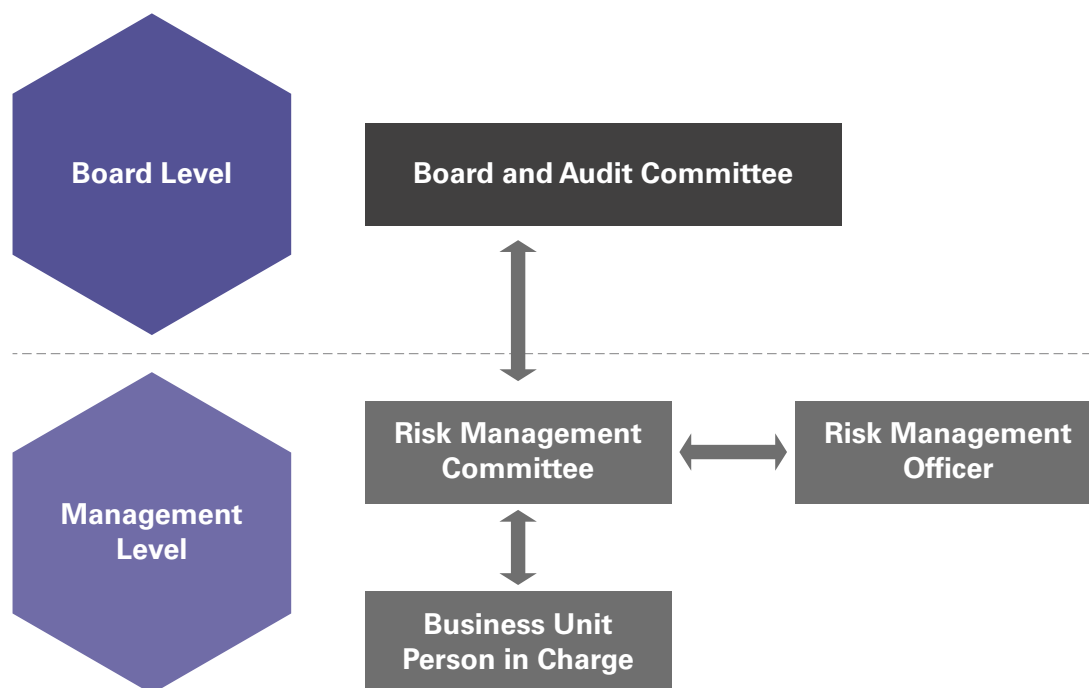 Board Level
Board and Audit Committee
Risk Management
Committee
Risk Management
Officer
Management
Level
Business Unit
Person in Charge